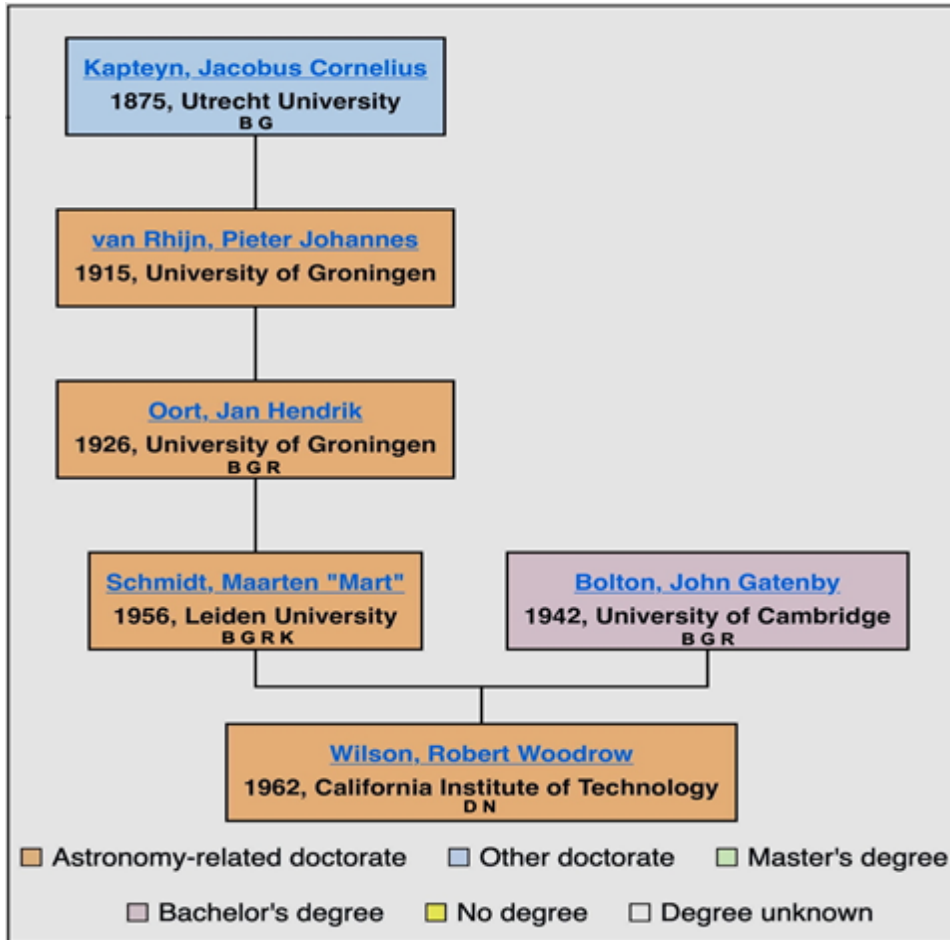 Kapteyn, Jacobus Cornelius
1875, Utrecht University
B G
van Rhijn, Pieter Johannes
1915, University of Groningen
Oort, Jan Hendrik
1926, University of Groningen
B G R
Schmidt, Maarten "Mart"
1956, Leiden University
B G R K
Bolton, John Gatenby
1942, University of Cambridge
B G R
Wilson, Robert Woodrow
1962, California Institute of Technology
D N
Astronomy-related doctorate Other doctorate Master's degree
Bachelor's degree No degree Degree unknown